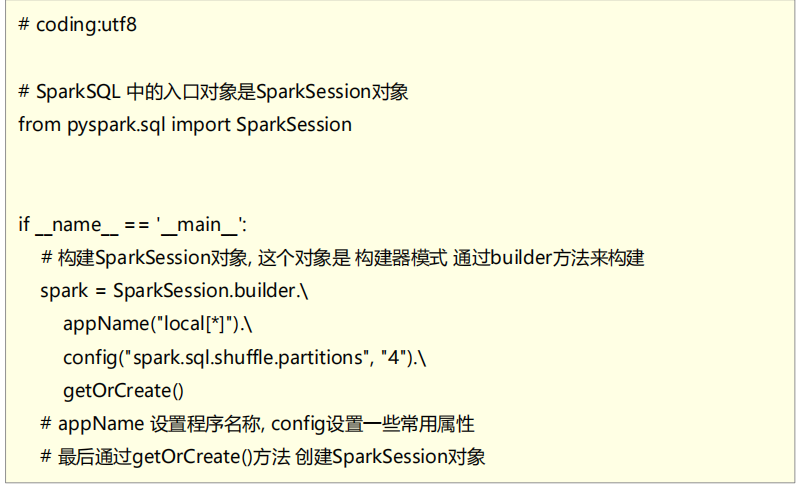 # coding:utf8
# SparkSQL 中的入口对象是SparkSession对象
from pyspark.sql import SparkSession
if __name__ == '__main__':
# 构建SparkSession对象, 这个对象是 构建器模式 通过builder方法来构建
spark = SparkSession.builder.\
appName("local[*]").\
config("spark.sql.shuffle.partitions", "4").\
getOrCreate()
# appName 设置程序名称, config设置一些常用属性
# 最后通过getOrCreate()方法 创建SparkSession对象